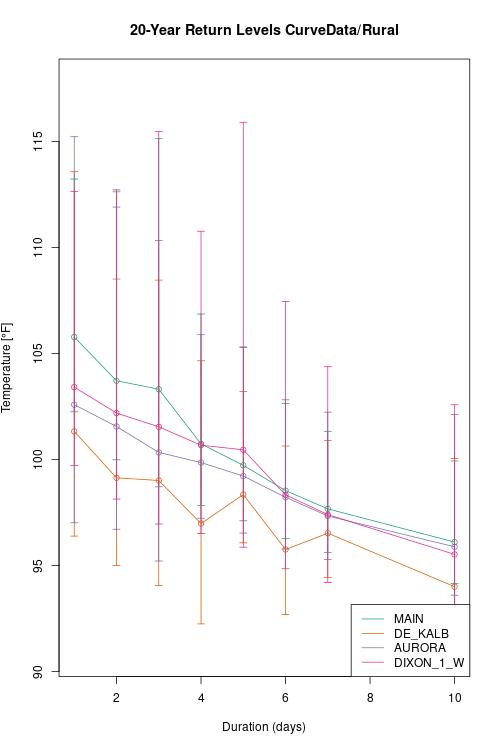 20-Year Return Levels CurveData/Rural
Temperature [°F]
115
110
105
100
95
90
2 4 6 8 10
Duration (days)
MAIN
DE_KALB
AURORA
DIXON_1_W